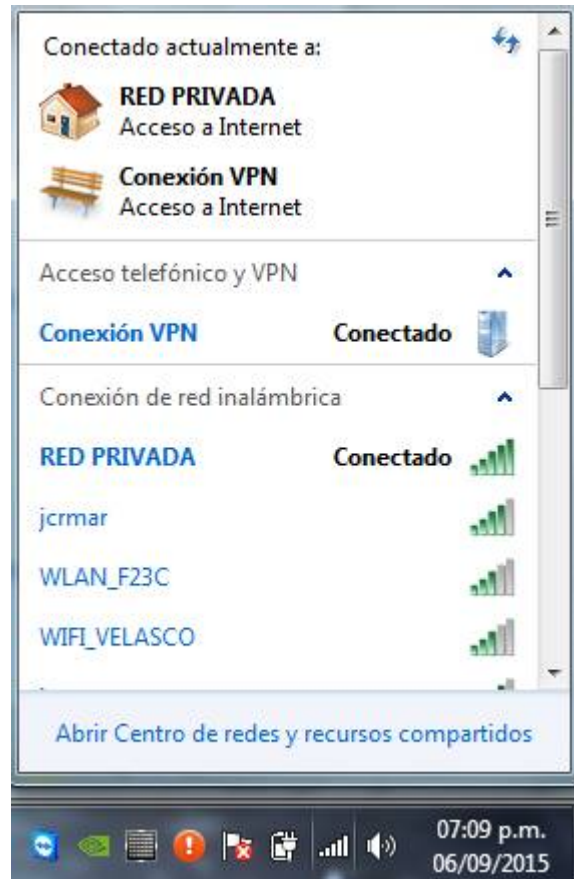 Conectado actualmente a:
RED PRIVADA
Acceso a Internet
Conexión VPN
Acceso a Internet
Acceso telefónico y VPN
Conexión VPN Conectado
Conexión de red inalámbrica
RED PRIVADA Conectado
jcrmar
WLAN_F23C
WIFI_VELASCO
Abrir Centro de redes y recursos compartidos
07:09 p.m.
06/09/2015